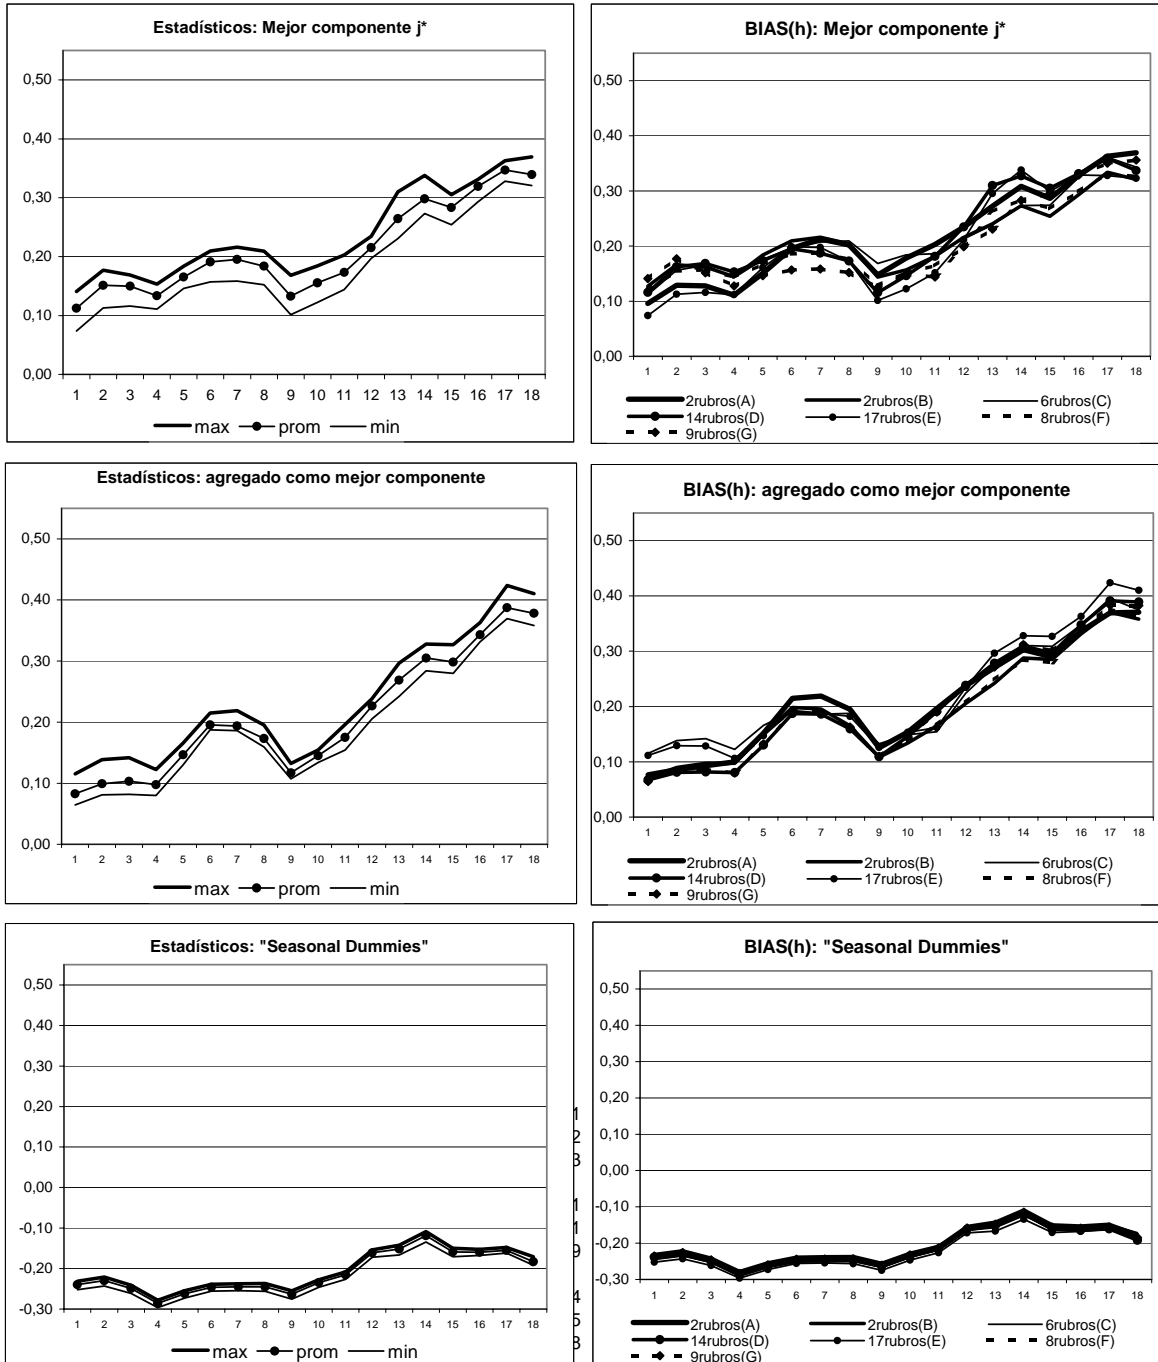 Estadísticos: Mejor componente j*
0,50
0,40
0,30
0,20
0,10
0,00
1 2 3 4 5 6 7 8 9 10 11 12 13 14 15 16 17 18
max prom min
BIAS(h): Mejor componente j*
0,50
0,40
0,30
0,20
0,10
0,00
1 2 3 4 5 6 7 8 9 10 11 12 13 14 15 16 17 18
2rubros(A) 2rubros(B) 6rubros(C)
14rubros(D) 17rubros(E) 8rubros(F)
9rubros(G)
Estadísticos: agregado como mejor componente
0,50
0,40
0,30
0,20
0,10
0,00
1 2 3 4 5 6 7 8 9 10 11 12 13 14 15 16 17 18
max prom min
BIAS(h): agregado como mejor componente
0,50
0,40
0,30
0,20
0,10
0,00
1 2 3 4 5 6 7 8 9 10 11 12 13 14 15 16 17 18
2rubros(A) 2rubros(B) 6rubros(C)
14rubros(D) 17rubros(E) 8rubros(F)
9rubros(G)
Estadísticos: "Seasonal Dummies"
0,50
0,40
0,30
0,20
0,10
0,00
-0,10
-0,20
-0,30
1 2 3 4 5 6 7 8 9 10 11 12 13 14 15 16 17 18
max prom min
1
2
3
1
1
9
4
5
3
BIAS(h): "Seasonal Dummies"
0,50
0,40
0,30
0,20
0,10
0,00
-0,10
-0,20
-0,30
1 2 3 4 5 6 7 8 9 10 11 12 13 14 15 16 17 18
2rubros(A) 2rubros(B) 6rubros(C)
14rubros(D) 17rubros(E) 8rubros(F)
9rubros(G)